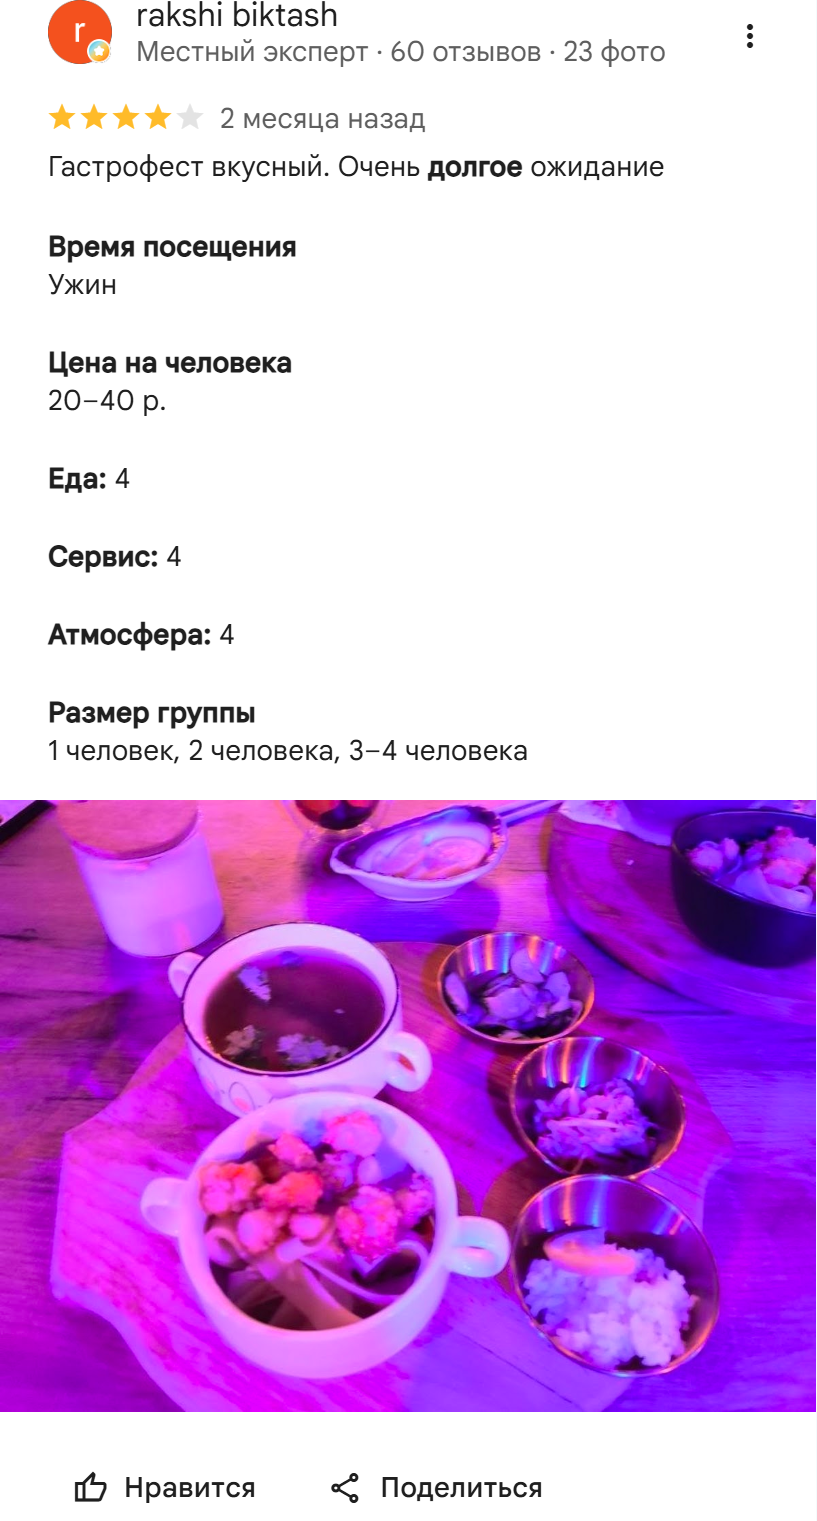 r
rakshi biktash
Местный эксперт · 60 отзывов · 23 фото
2 месяца назад
Гастрофест вкусный. Очень долгое ожидание
Время посещения
Ужин
Цена на человека
20–40 р.
Еда: 4
Сервис: 4
Атмосфера: 4
Размер группы
1 человек, 2 человека, 3–4 человека
Нравится
Поделиться